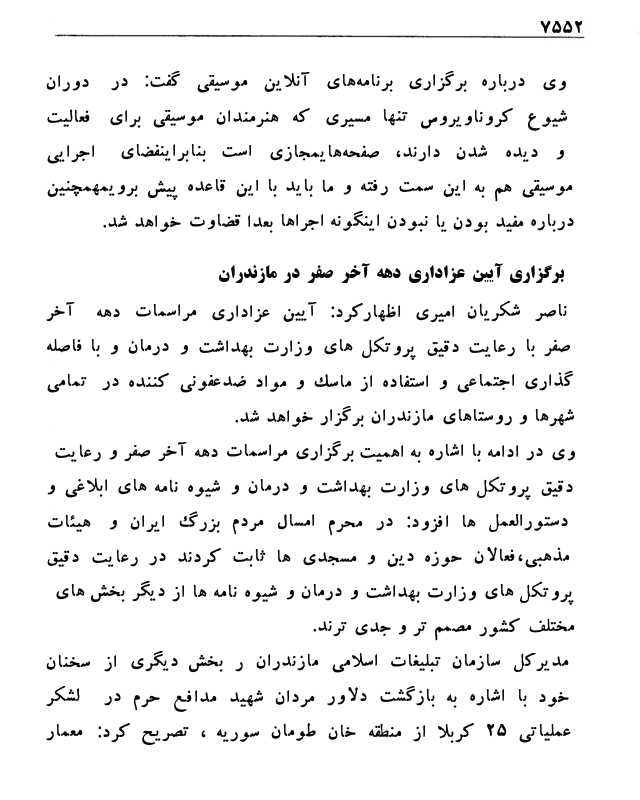 ۷۵۵۲
وی درباره برگزاری برنامه‌های آنلاین موسیقی گفت: در دوران
شیوع کروناویروس تنها مسیری که هنرمندان موسیقی برای فعالیت
و دیده شدن دارند، صفحه‌هایمجازی است بنابراینفضای اجرایی
موسیقی هم به این سمت رفته و ما باید با این قاعده پیش برویمهمچنین
درباره مفید بودن یا نبودن اینگونه اجراها بعدا قضاوت خواهد شد.
برگزاری آیین عزاداری دهه آخر صفر در مازندران
ناصر شکریان امیری اظهارکرد: آیین عزاداری مراسمات دهه آخر
صفر با رعایت دقیق پروتکل های وزارت بهداشت و درمان و با فاصله
گذاری اجتماعی و استفاده از ماسك و مواد ضدعفونی کننده در تمامی
شهرها و روستاهای مازندران برگزار خواهد شد.
وی در ادامه با اشاره به اهمیت برگزاری مراسمات دهه آخر صفر و رعایت
دقیق پروتکل های وزارت بهداشت و درمان و شیوه نامه های ابلاغی و
دستورالعمل ها افزود: در محرم امسال مردم بزرگ ایران و هیئات
مذهبی،فعالان حوزه دین و مسجدی ها ثابت کردند در رعایت دقیق
پروتکل های وزارت بهداشت و درمان و شیوه نامه ها از دیگر بخش های
مختلف کشور مصمم تر و جدی ترند.
مدیرکل سازمان تبلیغات اسلامی مازندران ر بخش دیگری از سخنان
خود با اشاره به بازگشت دلاور مردان شهید مدافع حرم در لشکر
عملیاتی ۲۵ کربلا از منطقه خان طومان سوریه ، تصریح کرد: معمار